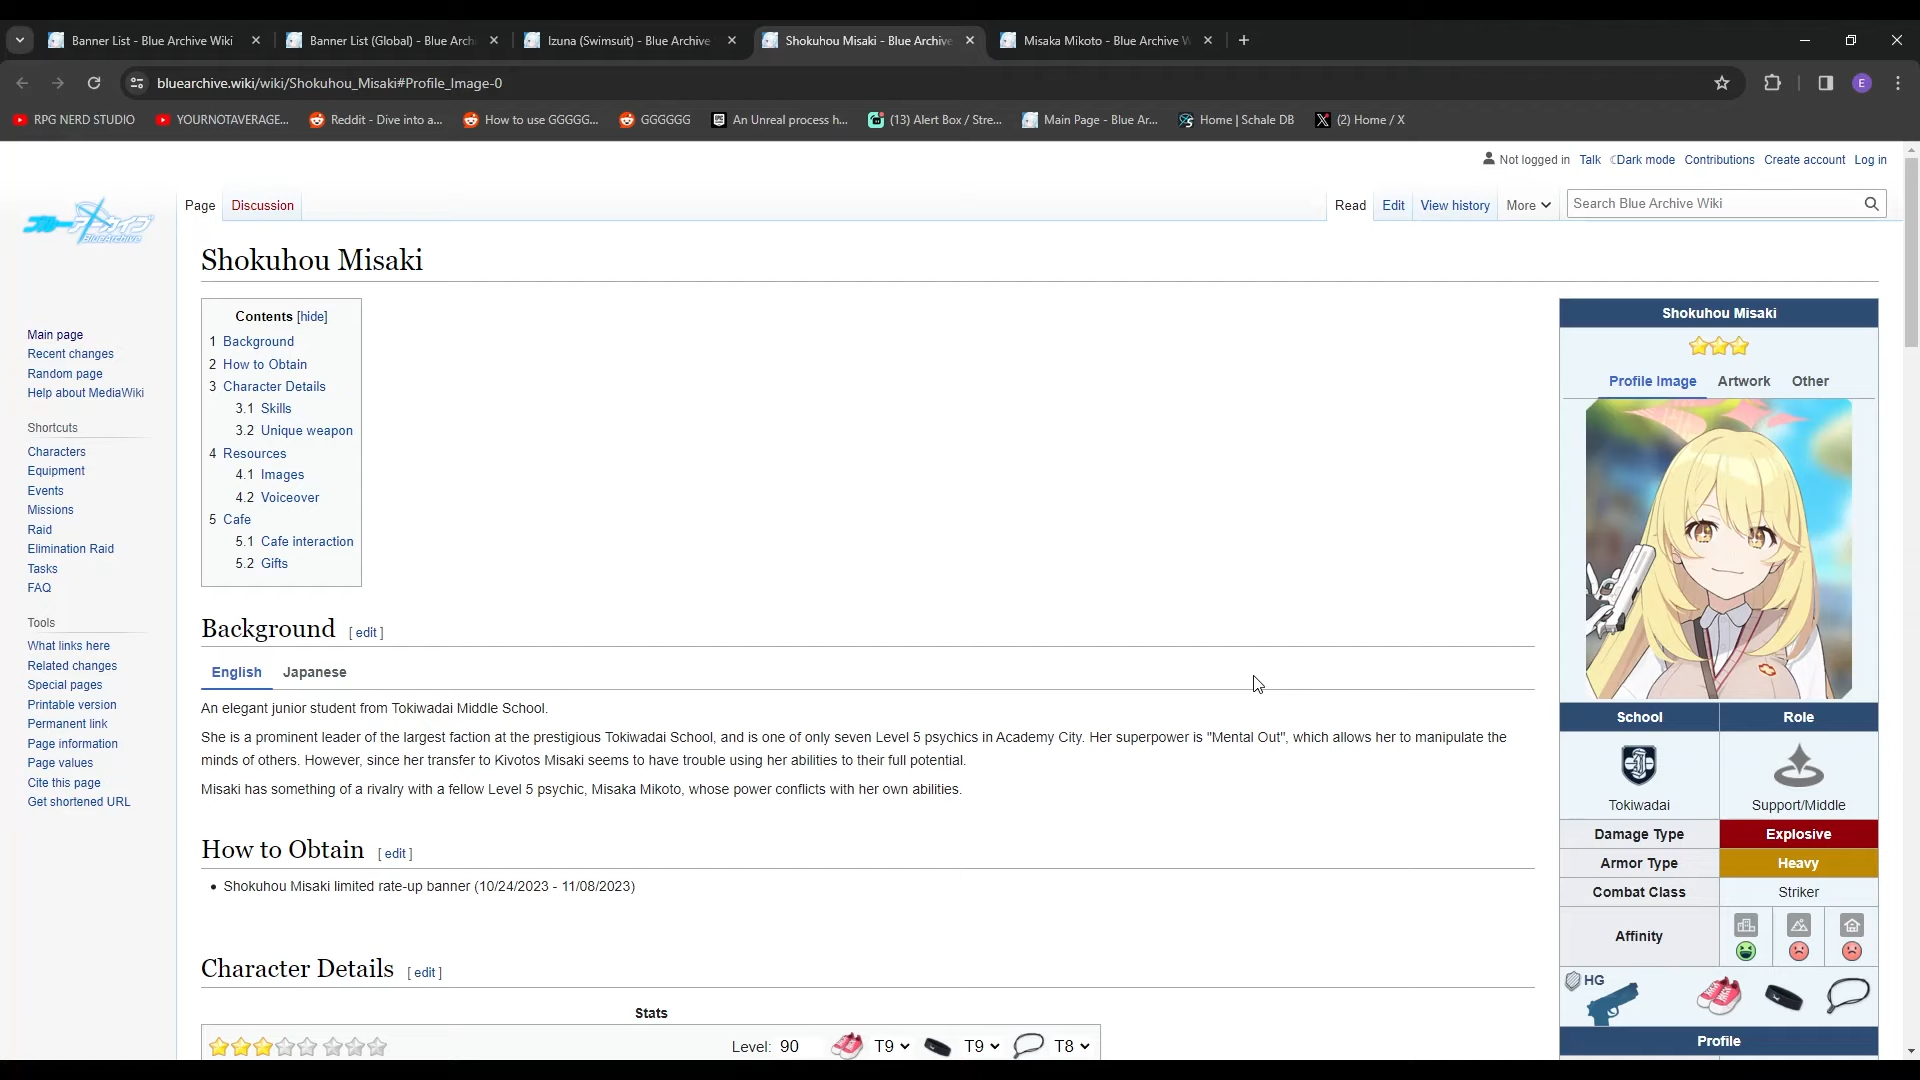 Banner List - Blue Archive Wiki
Banner List (Global) - Blue Arch
Izuna (Swimsuit) - Blue Archive
Shokuhou Misaki - Blue Archive
Misaka Mikoto - Blue Archive W
bluearchive.wiki/wiki/Shokuhou_Misaki#Profile_Image-0
E
RPG NERD STUDIO
YOURNOTAVERAGE...
Reddit - Dive into a...
How to use GGGGG...
GGGGGG
An Unreal process h...
(13) Alert Box / Stre...
Main Page - Blue Ar...
Home | Schale DB
(2) Home / X
Not logged in Talk Dark mode Contributions Create account Log in
ブルーアーカイブ
BlueArchive
Page Discussion
Read Edit View history More
Search Blue Archive Wiki
Main page
Recent changes
Random page
Help about MediaWiki
Shortcuts
Characters
Equipment
Events
Missions
Raid
Elimination Raid
Tasks
FAQ
Tools
What links here
Related changes
Special pages
Printable version
Permanent link
Page information
Page values
Cite this page
Get shortened URL
Shokuhou Misaki
Contents [hide]
1 Background
2 How to Obtain
3 Character Details
3.1 Skills
3.2 Unique weapon
4 Resources
4.1 Images
4.2 Voiceover
5 Cafe
5.1 Cafe interaction
5.2 Gifts
Background [ edit ]
English Japanese
An elegant junior student from Tokiwadai Middle School.
She is a prominent leader of the largest faction at the prestigious Tokiwadai School, and is one of only seven Level 5 psychics in Academy City. Her superpower is "Mental Out", which allows her to manipulate the
minds of others. However, since her transfer to Kivotos Misaki seems to have trouble using her abilities to their full potential.
Misaki has something of a rivalry with a fellow Level 5 psychic, Misaka Mikoto, whose power conflicts with her own abilities.
How to Obtain [ edit ]
• Shokuhou Misaki limited rate-up banner (10/24/2023 - 11/08/2023)
Character Details [ edit ]
Stats
Level: 90 T9 T9 T8
Shokuhou Misaki
Profile Image Artwork Other
School Role
Tokiwadai Support/Middle
Damage Type Explosive
Armor Type Heavy
Combat Class Striker
Affinity
HG
Profile